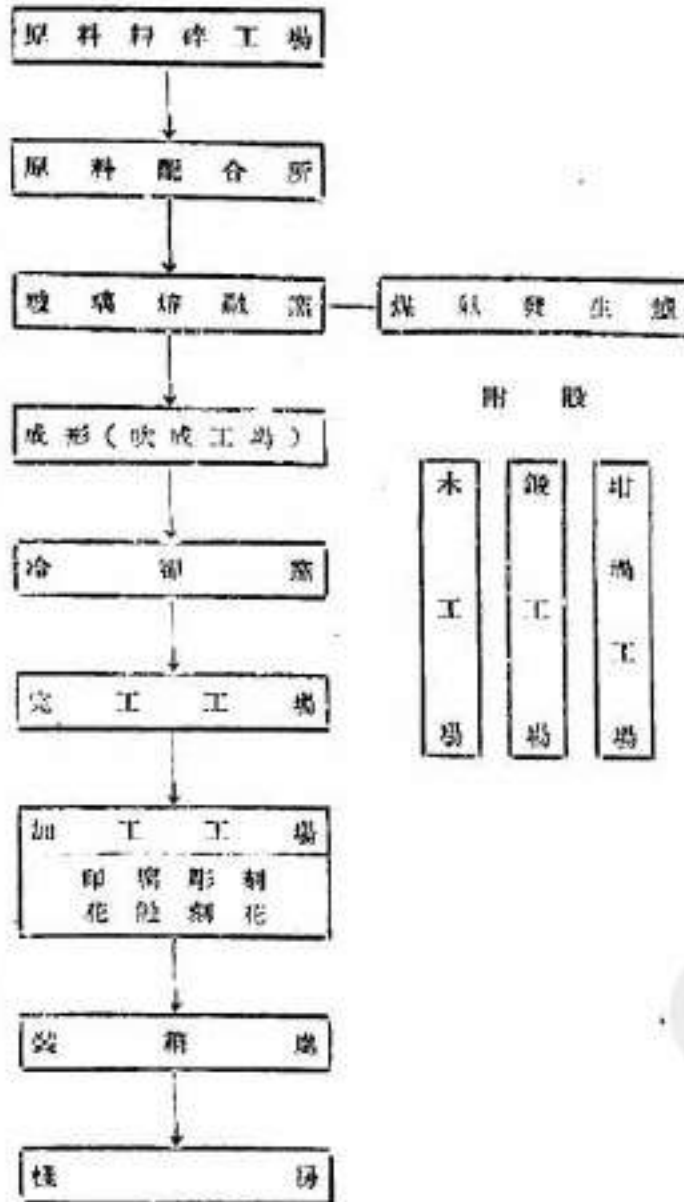 原料粉碎工場
原料配合所
玻璃熔融窯
煤氣發生爐
成形(吹成工場)
附設
木工場
鍛工場
坩堝工場
冷卻窯
完工工場
加工工場
印花 腐蝕 彫刻 刻花
裝箱處
棧房